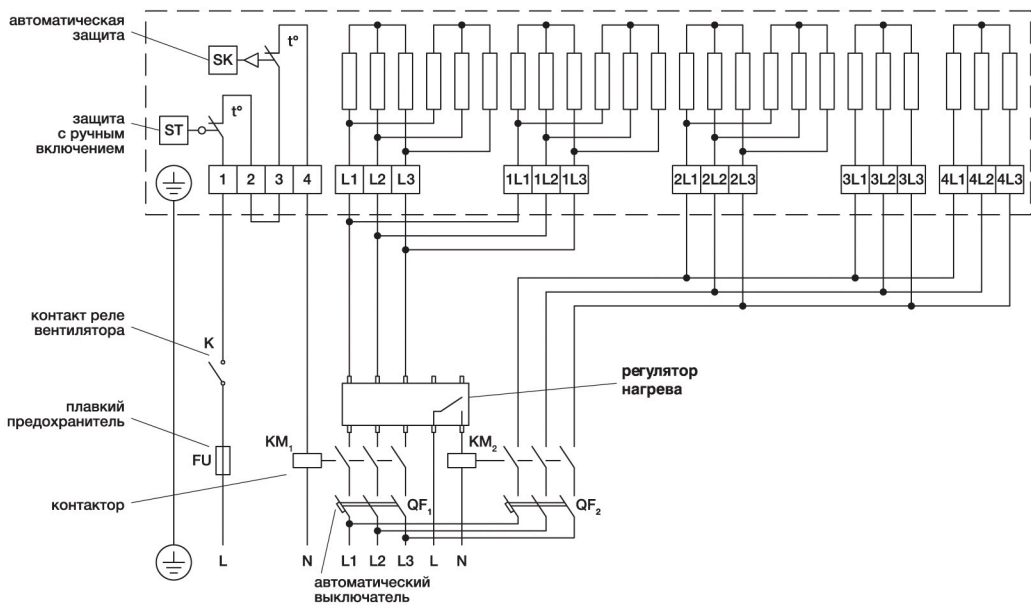 автоматическая
защита
SK
t°
ST
t°
защита
с ручным
включением
1 2 3 4
L1 L2 L3
1L1 1L2 1L3
2L1 2L2 2L3
3L1 3L2 3L3
4L1 4L2 4L3
контакт реле
вентилятора
K
регулятор
нагрева
плавкий
предохранитель
FU
KM1
KM2
контактор
QF1
QF2
L
N
L1 L2 L3 L N
автоматический
выключатель